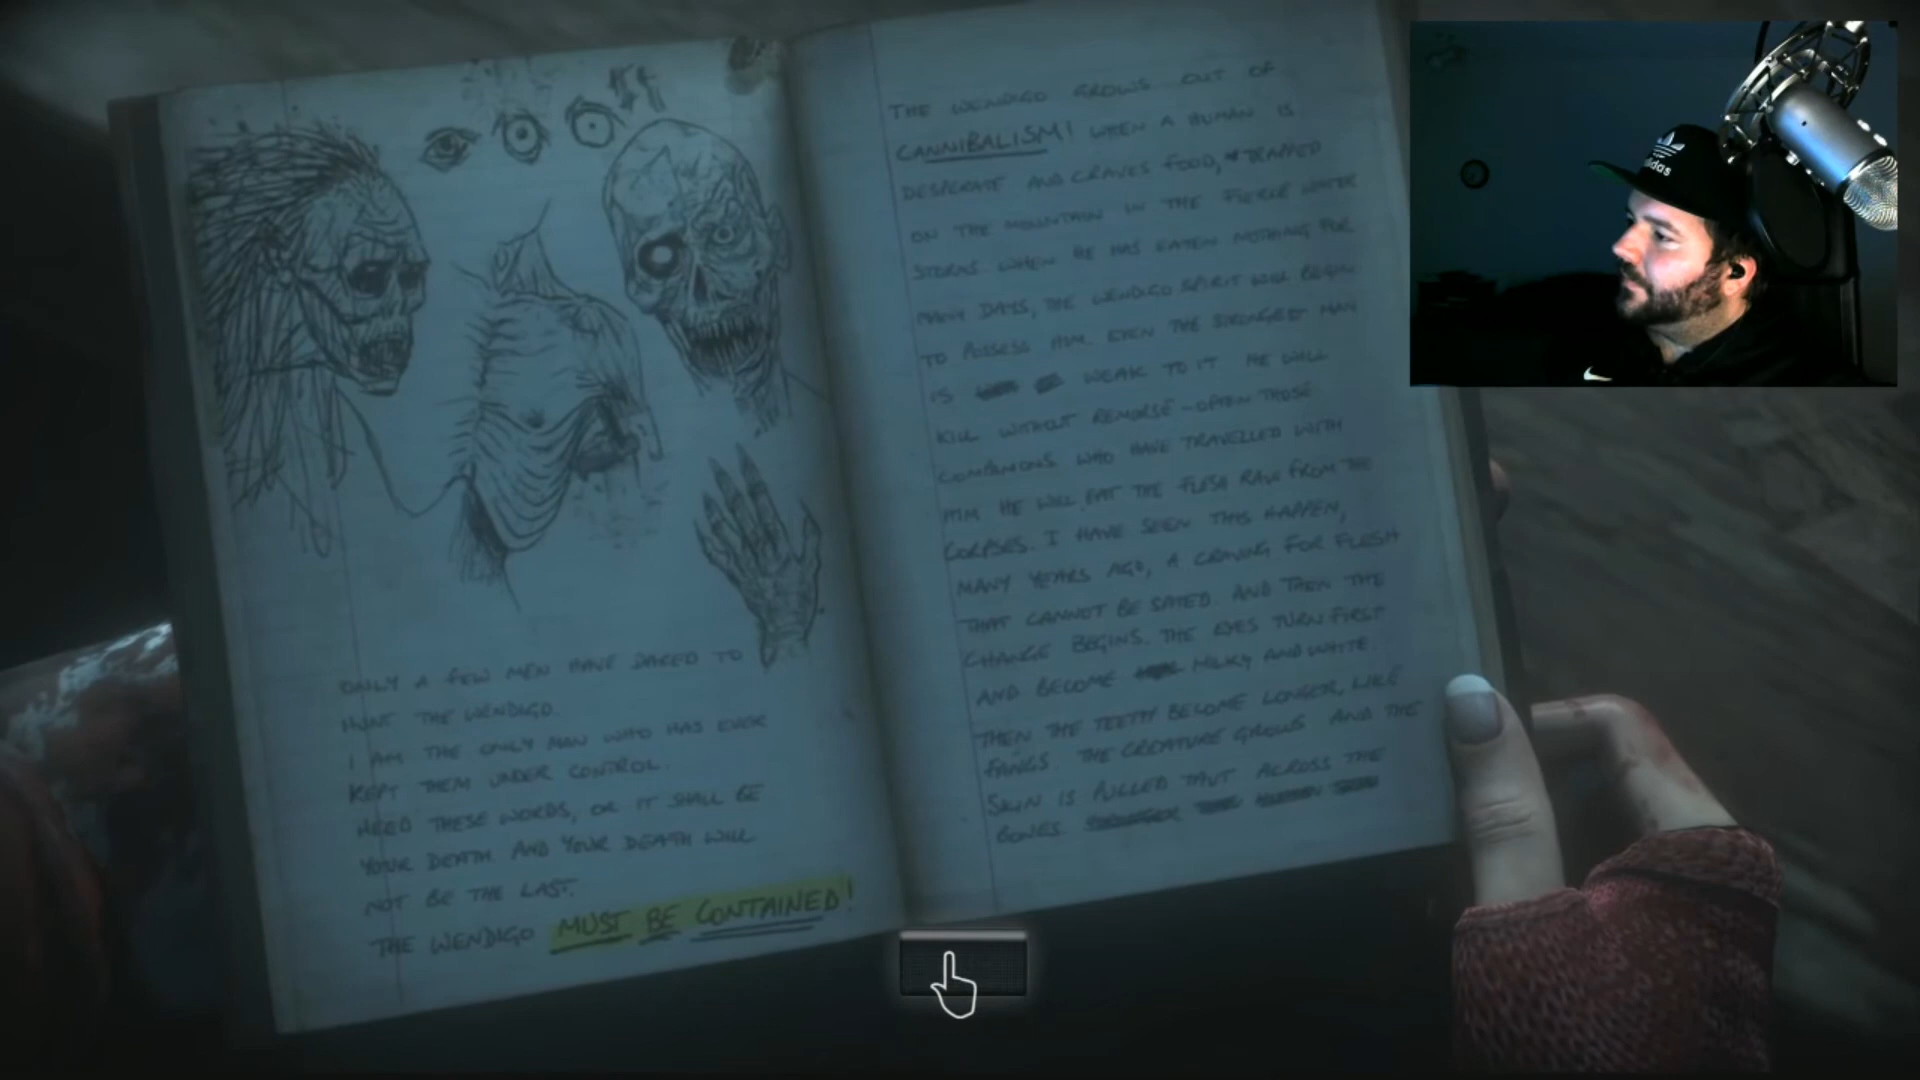 ONLY A FEW MEN HAVE DARED TO
HUNT THE WENDIGO.
I AM THE ONLY MAN WHO HAS EVER
KEPT THEM UNDER CONTROL.
HEED THESE WORDS, OR IT SHALL BE
YOUR DEATH. AND YOUR DEATH WILL
NOT BE THE LAST.
THE WENDIGO MUST BE CONTAINED!
THE WENDIGO GROWS OUT OF
CANNIBALISM! WHEN A HUMAN IS
DESPERATE AND CRAVES FOOD, TRAPPED
ON THE MOUNTAIN IN THE FIERCE WINTER
STORMS. WHEN HE HAS EATEN NOTHING FOR
MANY DAYS, THE WENDIGO SPIRIT WILL BEGIN
TO POSSESS HIM. EVEN THE STRONGEST MAN
IS WEAK TO IT. HE WILL
KILL WITHOUT REMORSE - OFTEN THOSE
COMPANIONS WHO HAVE TRAVELLED WITH
HIM. HE WILL EAT THE FLESH RAW FROM THE
CORPSES. I HAVE SEEN THIS HAPPEN,
MANY YEARS AGO, A CRAVING FOR FLESH
THAT CANNOT BE SATED. AND THEN THE
CHANGE BEGINS. THE EYES TURN FIRST
AND BECOME MILKY AND WHITE.
THEN THE TEETH BECOME LONGER, LIKE
FANGS. THE CREATURE GROWS AND THE
SKIN IS PULLED TAUT ACROSS THE
BONES.
adidas